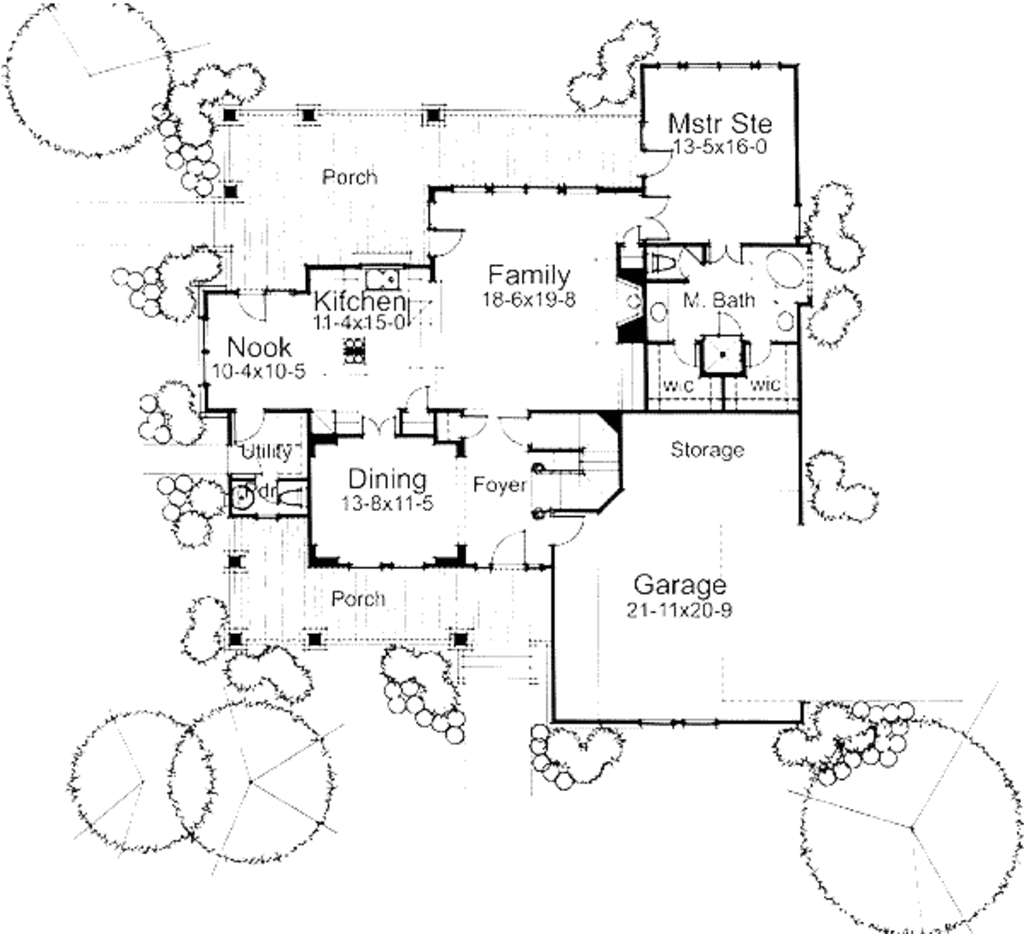 Mstr Ste
13-5x16-0
Porch
Family
18-6x19-8
Kitchen
11-4x15-0
M. Bath
Nook
10-4x10-5
wic
wic
Utility
Storage
Dining
13-8x11-5
Foyer
Pdr
Garage
21-11x20-9
Porch